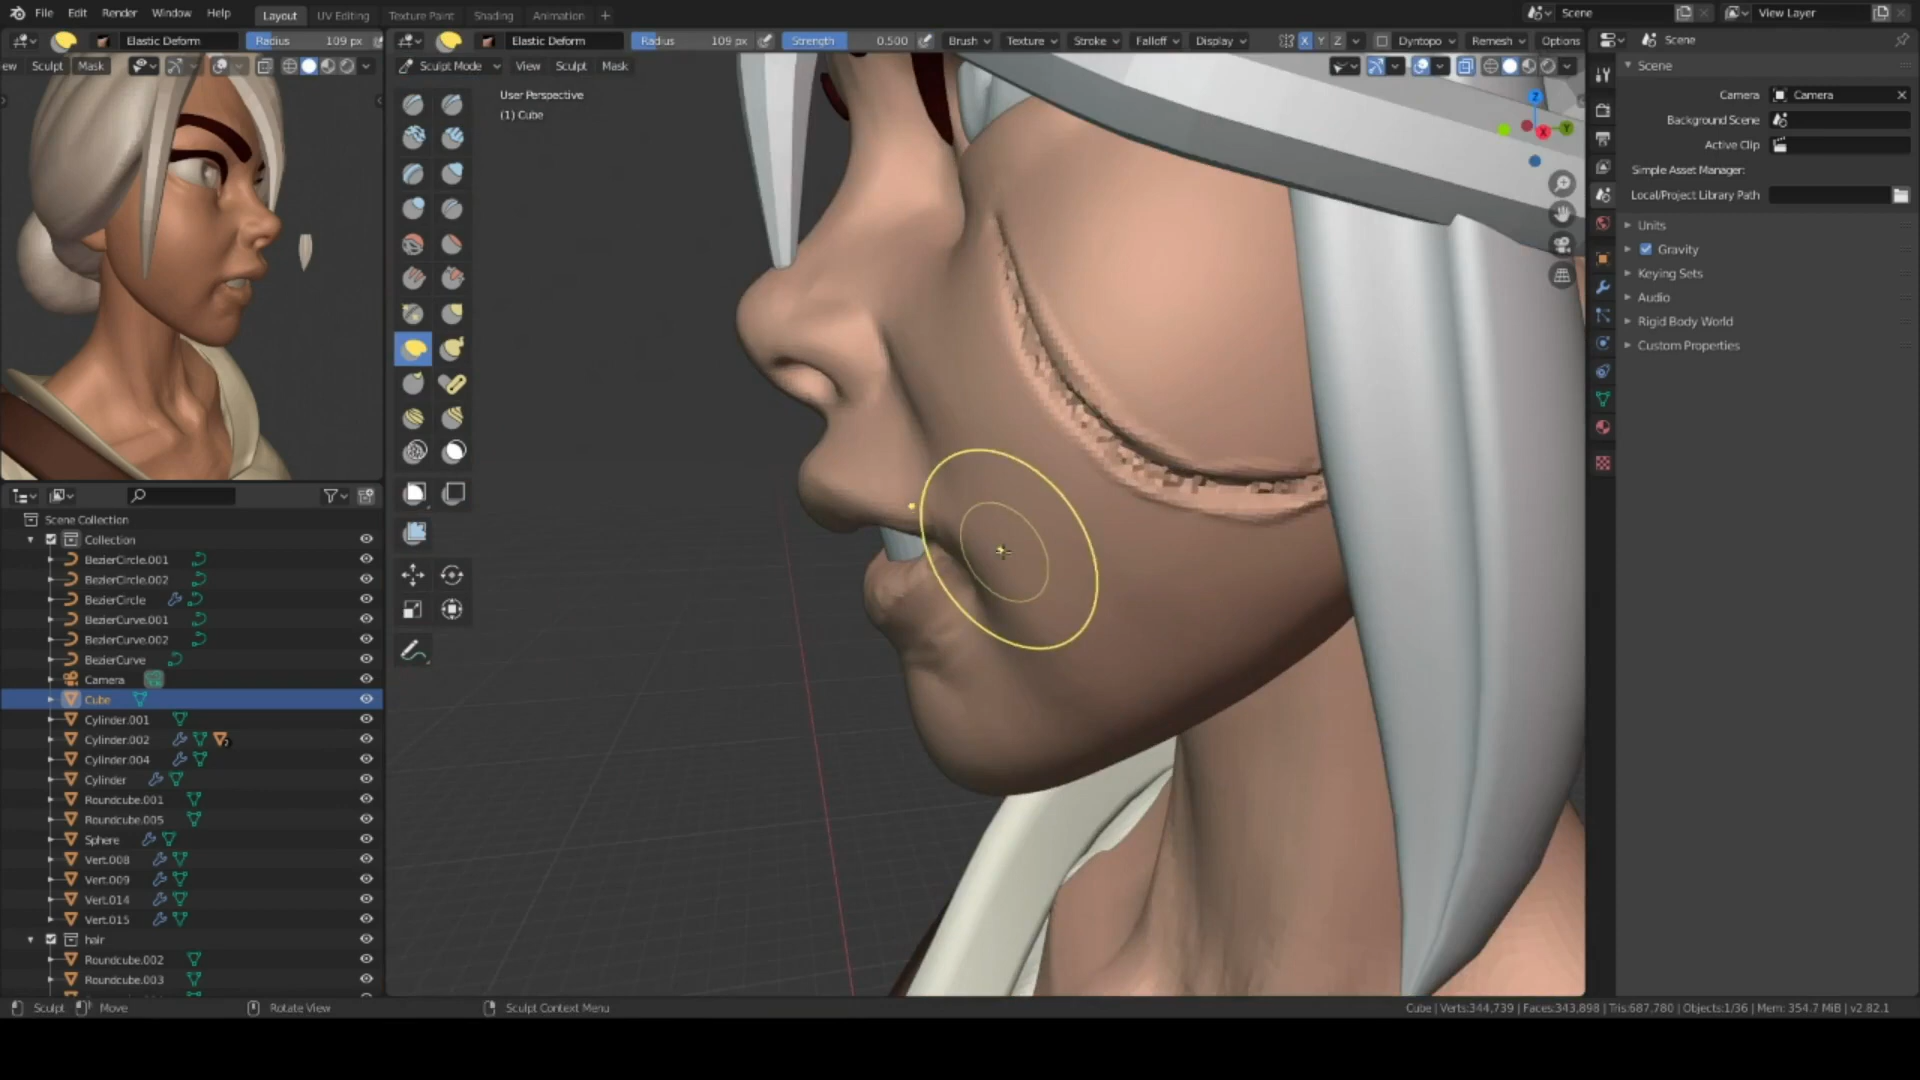 File Edit Render Window Help
Layout UV Editing Texture Paint Shading Animation +
Scene
View Layer
Elastic Deform Radius 109 px
ew Sculpt Mask
Elastic Deform Radius 109 px Strength 0.500 Brush Texture Stroke Falloff Display X Y Z Dyntopo Remesh Options
Sculpt Mode View Sculpt Mask
User Perspective
(1) Cube
Z
X
Y
Scene
Scene
Camera Camera
Background Scene
Active Clip
Simple Asset Manager:
Local/Project Library Path
Units
Gravity
Keying Sets
Audio
Rigid Body World
Custom Properties
Scene Collection
Collection
BezierCircle.001
BezierCircle.002
BezierCircle
BezierCurve.001
BezierCurve.002
BezierCurve
Camera
Cube
Cylinder.001
Cylinder.002
Cylinder.004
Cylinder
Roundcube.001
Roundcube.005
Sphere
Vert.008
Vert.009
Vert.014
Vert.015
hair
Roundcube.002
Roundcube.003
Sculpt Move Rotate View Sculpt Context Menu
Cube | Verts:344,739 | Faces:343,898 | Tris:687,780 | Objects:1/36 | Mem: 354.7 MiB | v2.82.1